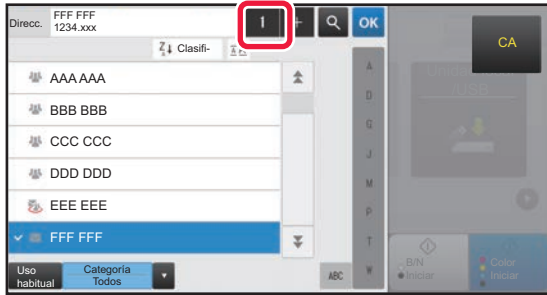 Direcc.
FFF FFF
1234.xxx
1
+
OK
CA
Z↓ Clasifi-
AAA AAA
BBB BBB
CCC CCC
DDD DDD
EEE EEE
FFF FFF
A
D
G
J
M
P
T
W
Uso
habitual
Categoría
Todos
ABC
/USB
B/N
Iniciar
Color
Iniciar